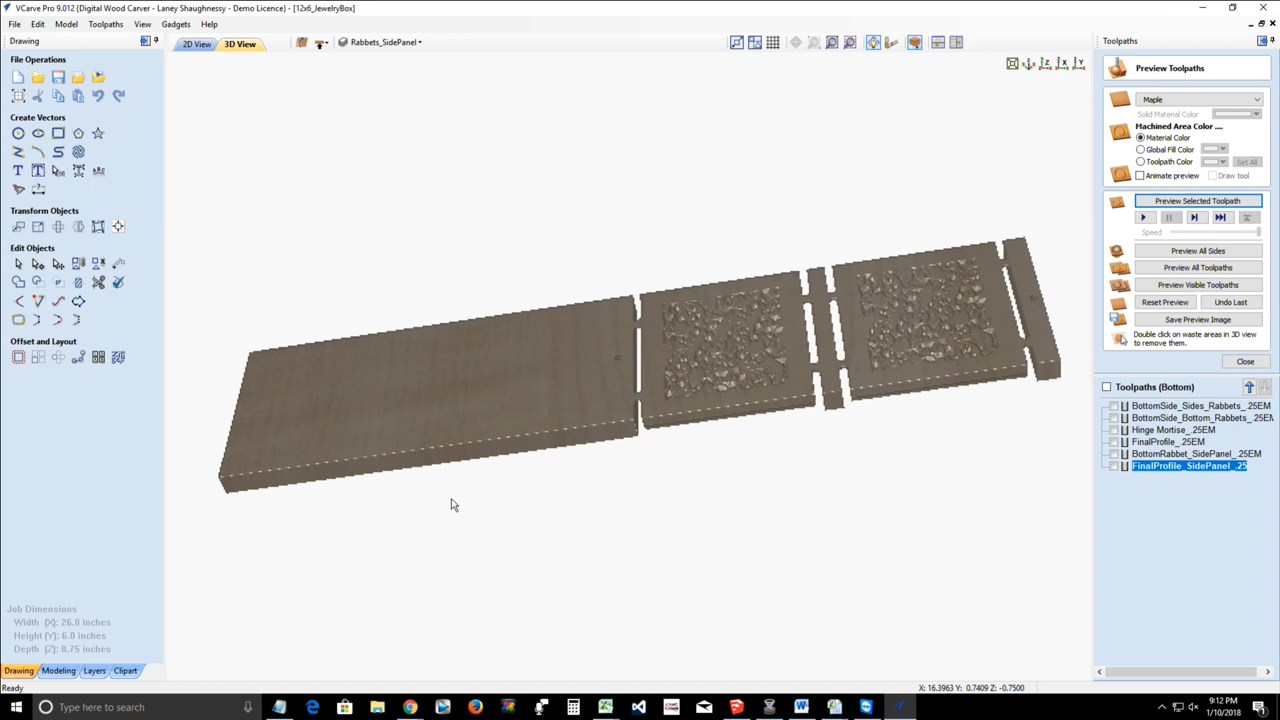 VCarve Pro 9.012 {Digital Wood Carver - Laney Shaughnessy - Demo Licence} - [12x6_JewelryBox]
File Edit Model Toolpaths View Gadgets Help
Drawing
2D View 3D View Rabbets_SidePanel
Toolpaths
File Operations
Create Vectors
Transform Objects
Edit Objects
Offset and Layout
Job Dimensions
Width (X): 26.0 inches
Height (Y): 6.0 inches
Depth (Z): 0.75 inches
Drawing Modeling Layers Clipart
Ready
X: 16.3963 Y: 0.7409 Z: -0.7500
Z X Y
Preview Toolpaths
Maple
Solid Material Color
Machined Area Color ....
Material Color
Global Fill Color
Toolpath Color Set All
Animate preview Draw tool
Preview Selected Toolpath
Speed
Preview All Sides
Preview All Toolpaths
Preview Visible Toolpaths
Reset Preview Undo Last
Save Preview Image
Double click on waste areas in 3D view
to remove them.
Close
Toolpaths (Bottom)
BottomSide_Sides_Rabbets_.25EM
BottomSide_Bottom_Rabbets_.25EM
Hinge Mortise_.25EM
FinalProfile_.25EM
BottomRabbet_SidePanel_.25EM
FinalProfile_SidePanel_.25
Type here to search
9:12 PM
1/10/2018